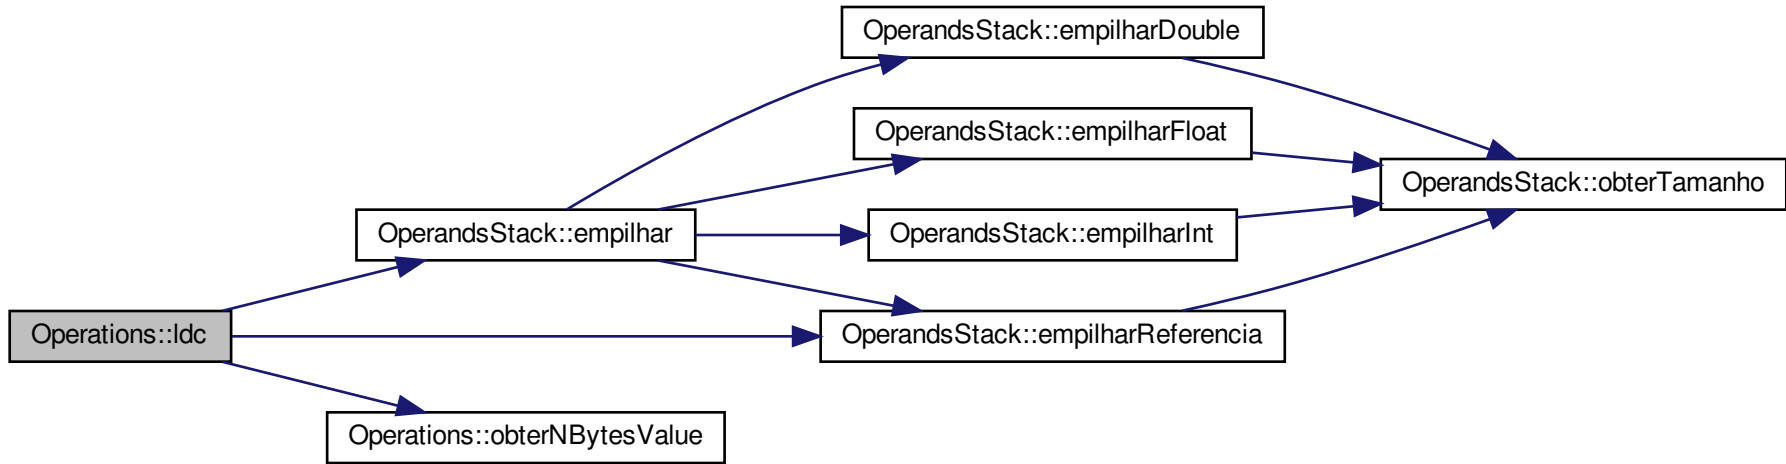 OperandsStack::empilharDouble
OperandsStack::empilharFloat
OperandsStack::obterTamanho
OperandsStack::empilhar
OperandsStack::empilharInt
Operations::ldc
OperandsStack::empilharReferencia
Operations::obterNBytesValue